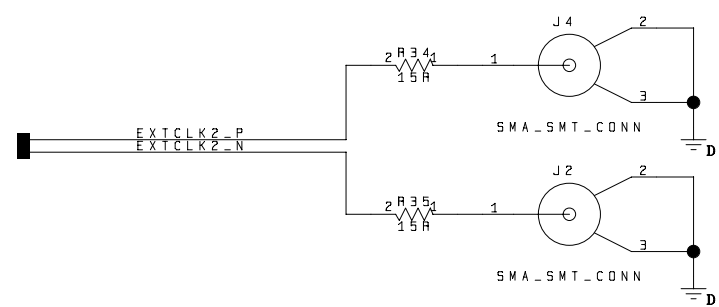 J4
2
2 R34 1
15R
1
3
SMA_SMT_CONN
D
EXTCLK2_P
EXTCLK2_N
J2
2
2 R35 1
15R
1
3
SMA_SMT_CONN
D